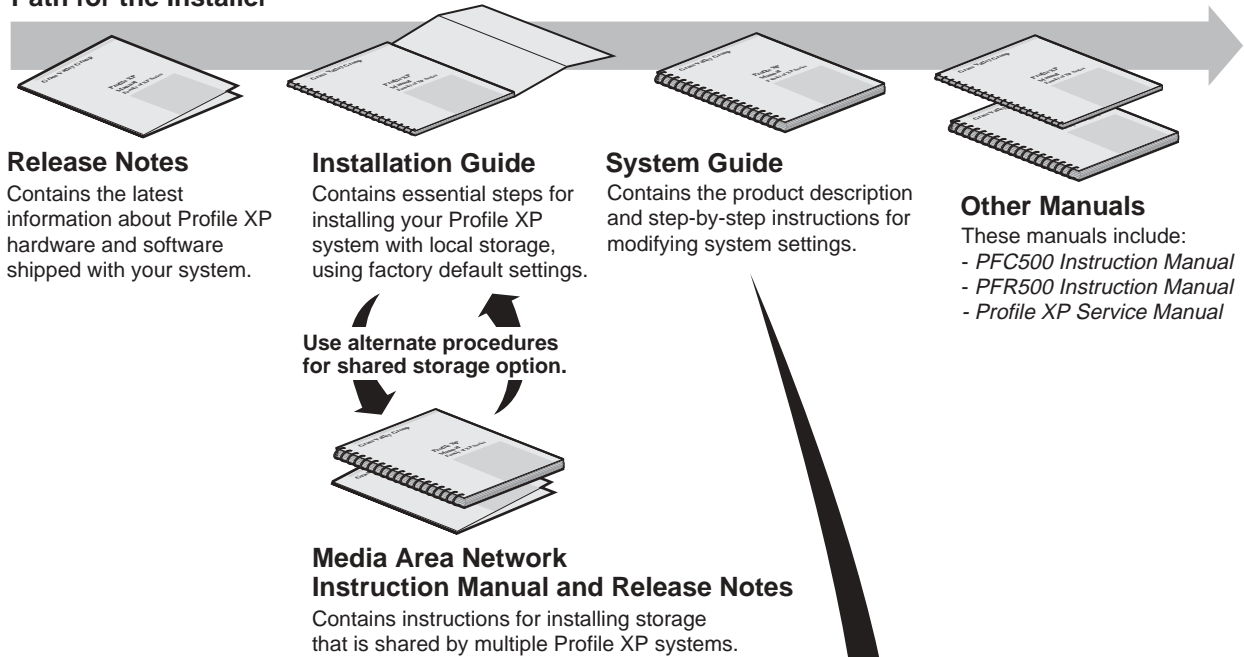 Path for the Installer
Release Notes
Contains the latest
information about Profile XP
hardware and software
shipped with your system.
Installation Guide
Contains essential steps for
installing your Profile XP
system with local storage,
using factory default settings.
System Guide
Contains the product description
and step-by-step instructions for
modifying system settings.
Other Manuals
These manuals include:
- PFC500 Instruction Manual
- PFR500 Instruction Manual
- Profile XP Service Manual
Use alternate procedures
for shared storage option.
Media Area Network
Instruction Manual and Release Notes
Contains instructions for installing storage
that is shared by multiple Profile XP systems.